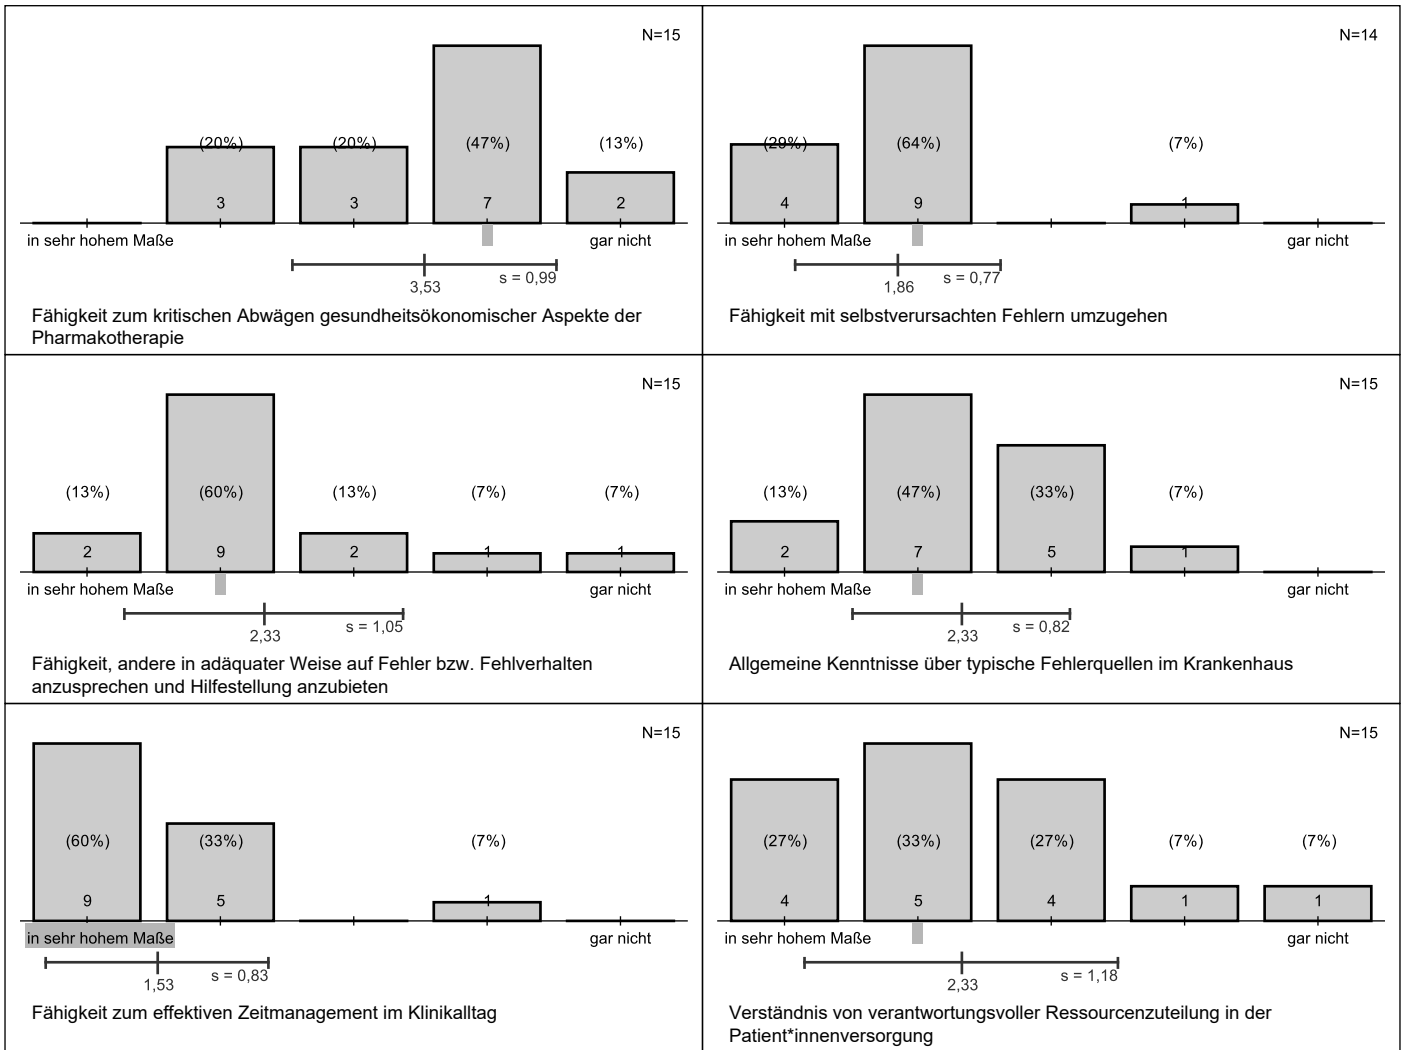 N=15
(20%) (20%) (47%) (13%)
3 3 7 2
in sehr hohem Maße gar nicht
s = 0,99
3,53
Fähigkeit zum kritischen Abwägen gesundheitsökonomischer Aspekte der
Pharmakotherapie
N=14
(29%) (64%) (7%)
4 9 1
in sehr hohem Maße gar nicht
s = 0,77
1,86
Fähigkeit mit selbstverursachten Fehlern umzugehen
N=15
(13%) (60%) (13%) (7%) (7%)
2 9 2 1 1
in sehr hohem Maße gar nicht
s = 1,05
2,33
Fähigkeit, andere in adäquater Weise auf Fehler bzw. Fehlverhalten
anzusprechen und Hilfestellung anzubieten
N=15
(13%) (47%) (33%) (7%)
2 7 5 1
in sehr hohem Maße gar nicht
s = 0,82
2,33
Allgemeine Kenntnisse über typische Fehlerquellen im Krankenhaus
N=15
(60%) (33%) (7%)
9 5 1
in sehr hohem Maße gar nicht
s = 0,83
1,53
Fähigkeit zum effektiven Zeitmanagement im Klinikalltag
N=15
(27%) (33%) (27%) (7%) (7%)
4 5 4 1 1
in sehr hohem Maße gar nicht
s = 1,18
2,33
Verständnis von verantwortungsvoller Ressourcenzuteilung in der
Patient*innenversorgung